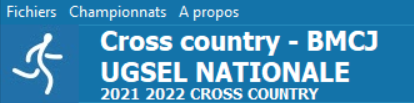 Fichiers Championnats A propos
Cross country - BMCJ
UGSEL NATIONALE
2021 2022 CROSS COUNTRY